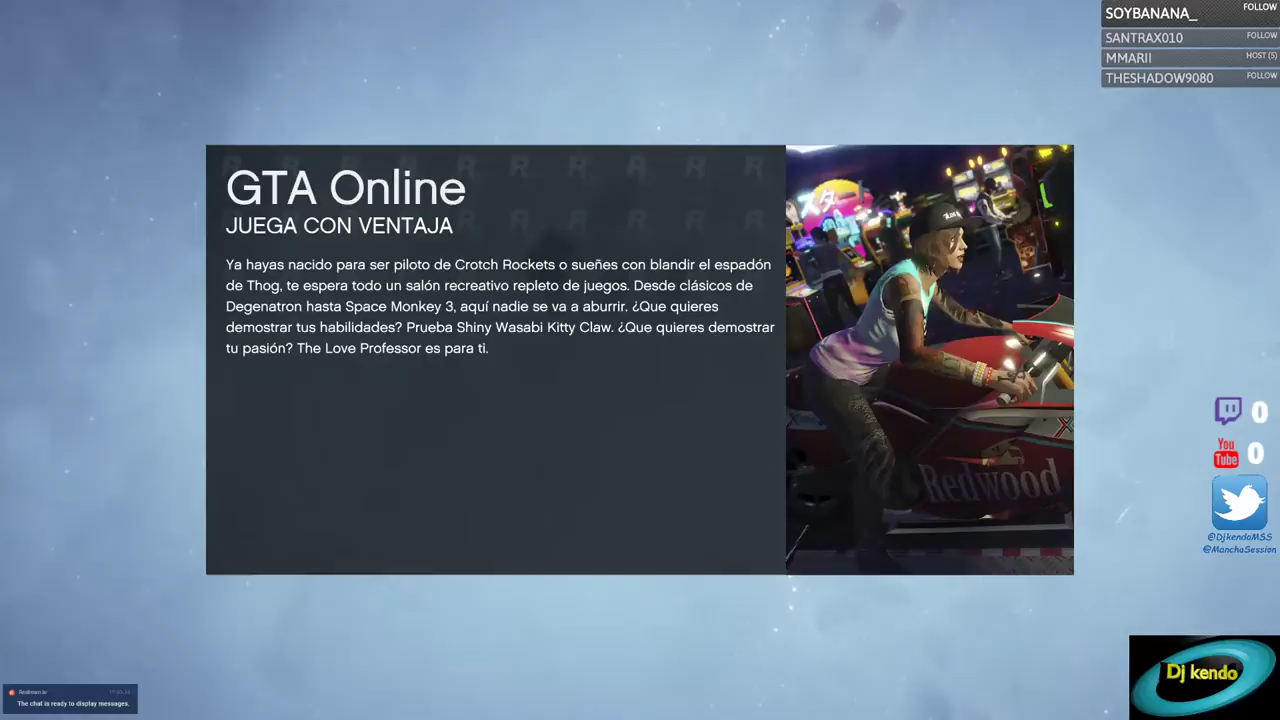 SOYBANANA_ FOLLOW
SANTRAX010 FOLLOW
MMARII HOST (5)
THESHADOW9080 FOLLOW
GTA Online
JUEGA CON VENTAJA
Ya hayas nacido para ser piloto de Crotch Rockets o sueñes con blandir el espadón
de Thog, te espera todo un salón recreativo repleto de juegos. Desde clásicos de
Degenatron hasta Space Monkey 3, aquí nadie se va a aburrir. ¿Que quieres
demostrar tus habilidades? Prueba Shiny Wasabi Kitty Claw. ¿Que quieres demostrar
tu pasión? The Love Professor es para ti.
Redwood
0
You Tube 0
@DjkendoMSS
@ManchaSession
Dj kendo
Restream.io
The chat is ready to display messages.